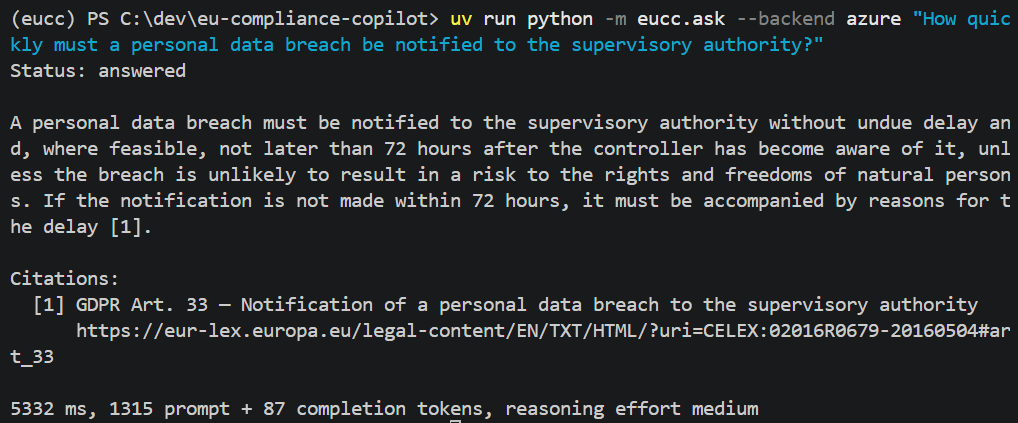 (eucc) PS C:\dev\eu-compliance-copilot> uv run python -m eucc.ask --backend azure "How quic
kly must a personal data breach be notified to the supervisory authority?"
Status: answered
A personal data breach must be notified to the supervisory authority without undue delay an
d, where feasible, not later than 72 hours after the controller has become aware of it, unl
ess the breach is unlikely to result in a risk to the rights and freedoms of natural person
s. If the notification is not made within 72 hours, it must be accompanied by reasons for t
he delay [1].
Citations:
[1] GDPR Art. 33 — Notification of a personal data breach to the supervisory authority
https://eur-lex.europa.eu/legal-content/EN/TXT/HTML/?uri=CELEX:02016R0679-20160504#ar
t_33
5332 ms, 1315 prompt + 87 completion tokens, reasoning effort medium